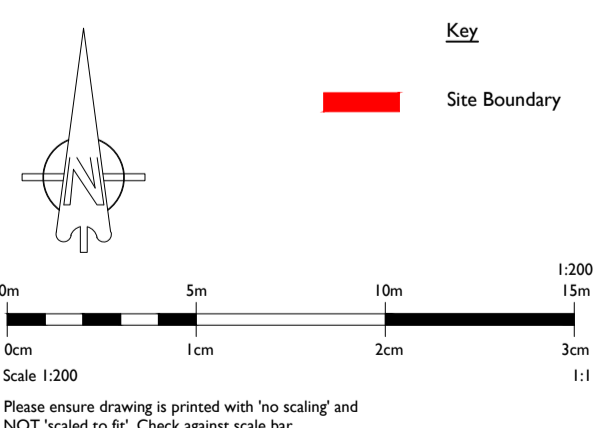 Key
Site Boundary
N
1:200
0m 5m 10m 15m
0cm 1cm 2cm 3cm
Scale 1:200 1:1
Please ensure drawing is printed with 'no scaling' and
NOT 'scaled to fit'. Check against scale bar